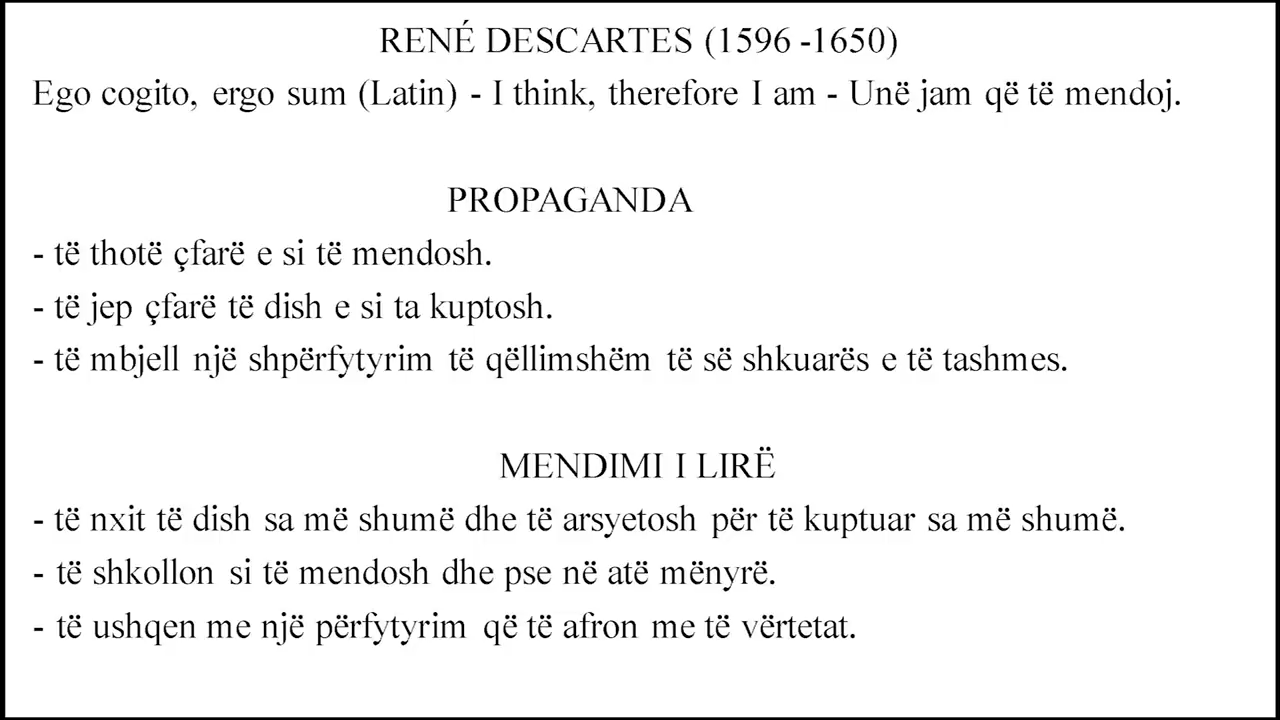 RENÉ DESCARTES (1596 -1650)
Ego cogito, ergo sum (Latin) - I think, therefore I am - Unë jam që të mendoj.
PROPAGANDA
- të thotë çfarë e si të mendosh.
- të jep çfarë të dish e si ta kuptosh.
- të mbjell një shpërfytyrim të qëllimshëm të së shkuarës e të tashmes.
MENDIMI I LIRË
- të nxit të dish sa më shumë dhe të arsyetosh për të kuptuar sa më shumë.
- të shkollon si të mendosh dhe pse në atë mënyrë.
- të ushqen me një përfytyrim që të afron me të vërtetat.